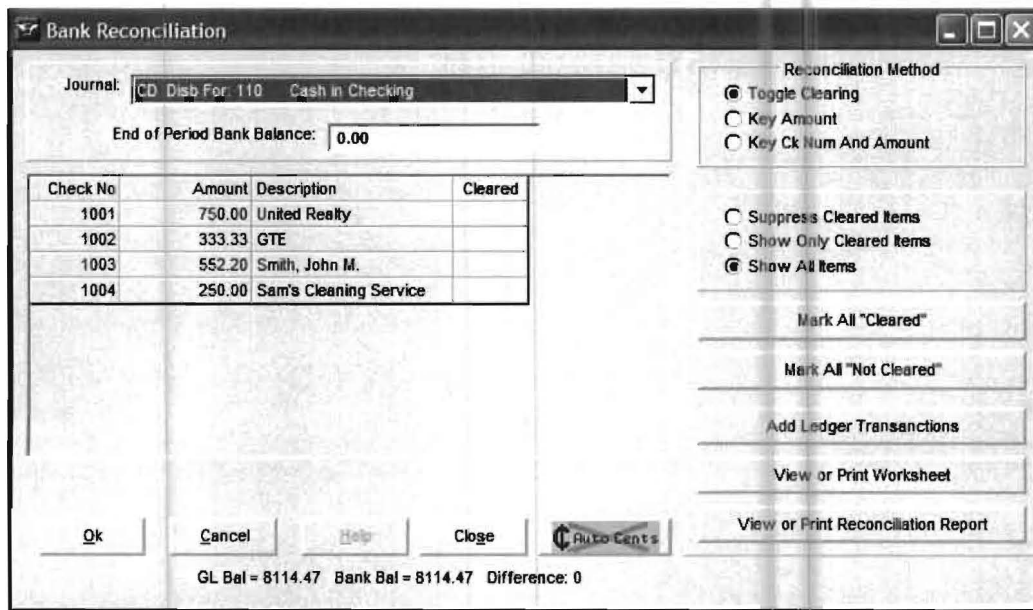 Bank Reconciliation
Journal: CD Disb For: 110 Cash in Checking
End of Period Bank Balance: 0.00
Reconciliation Method
Toggle Clearing
Key Amount
Key Ck Num And Amount
Check No Amount Description Cleared
1001 750.00 United Realty
1002 333.33 GTE
1003 552.20 Smith, John M.
1004 250.00 Sam's Cleaning Service
Suppress Cleared Items
Show Only Cleared Items
Show All Items
Mark All "Cleared"
Mark All "Not Cleared"
Add Ledger Transanctions
View or Print Worksheet
View or Print Reconciliation Report
Ok Cancel Help Close Auto Cents
GL Bal = 8114.47 Bank Bal = 8114.47 Difference: 0